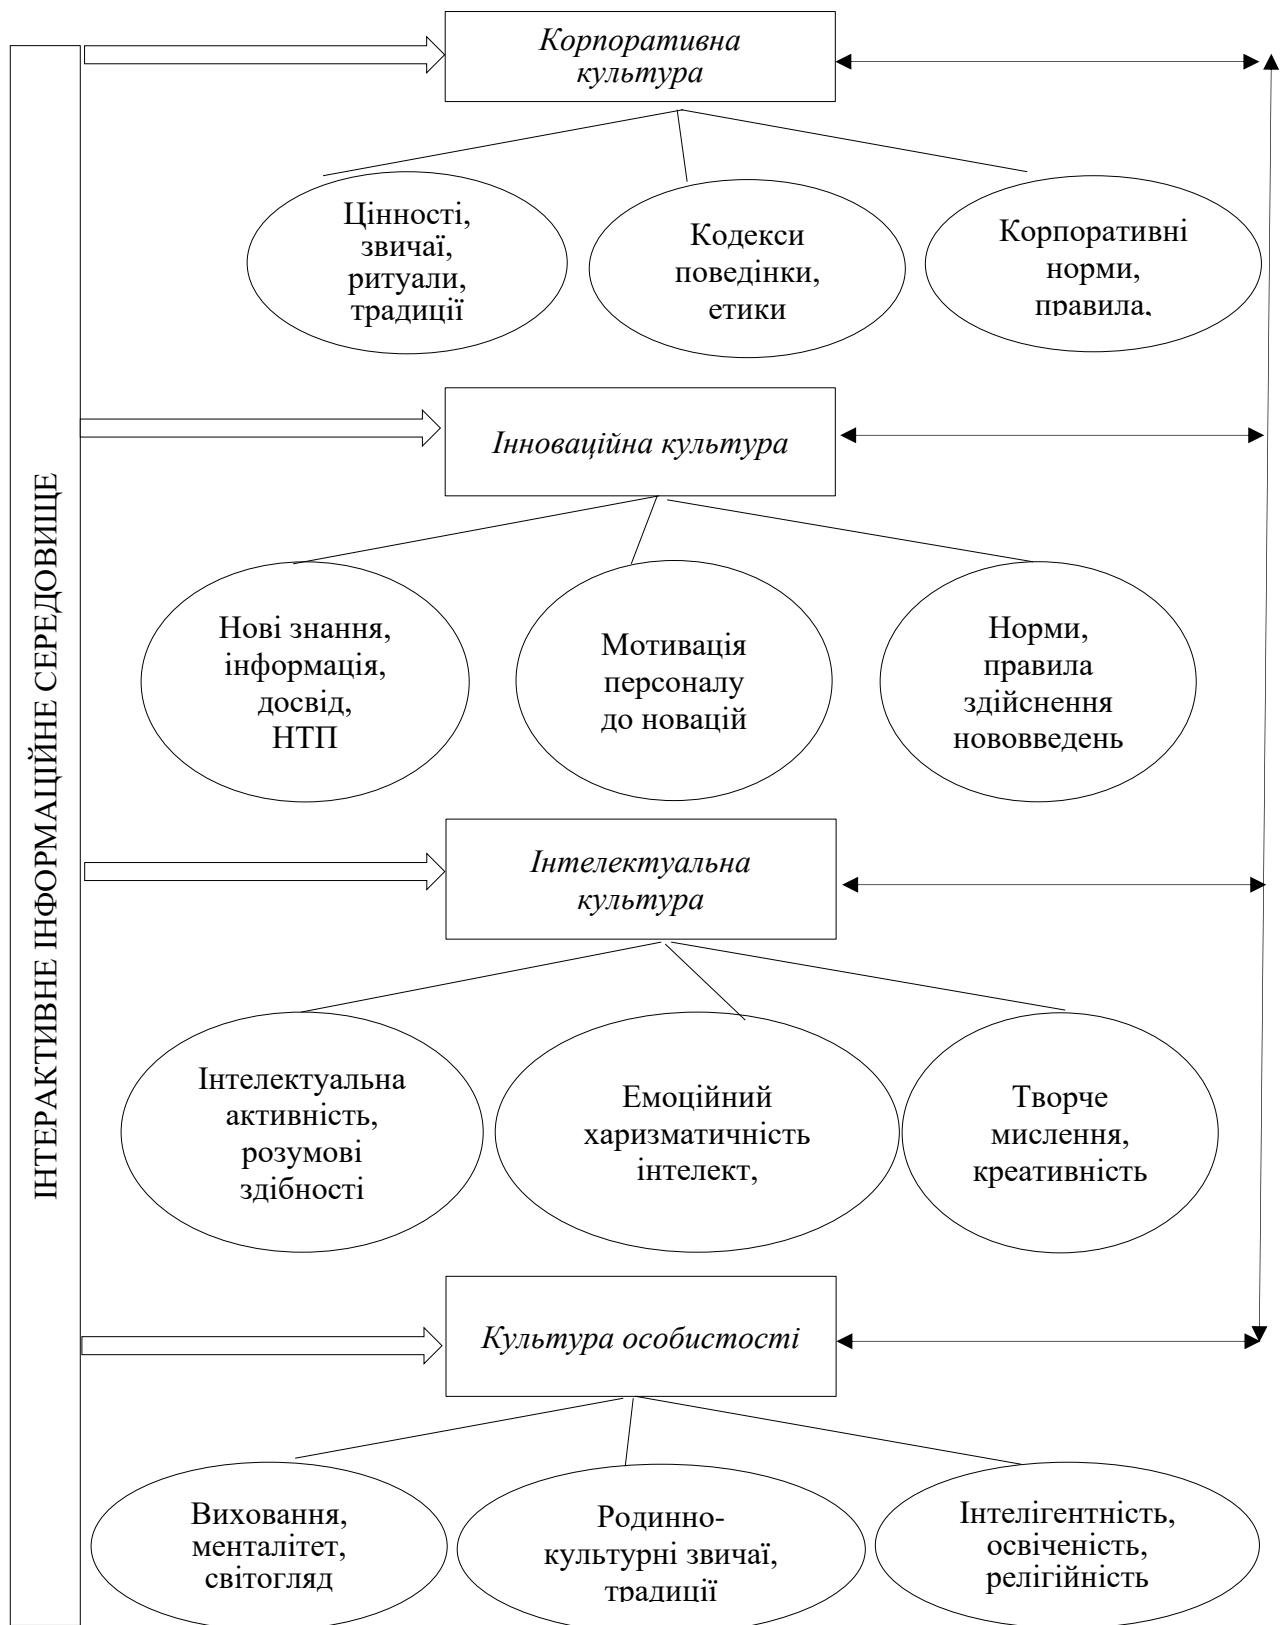 ІНТЕРАКТИВНЕ ІНФОРМАЦІЙНЕ СЕРЕДОВИЩЕ
Корпоративна
культура
Цінності,
звичаї,
ритуали,
традиції
Кодекси
поведінки,
етики
Корпоративні
норми,
правила,
Інноваційна культура
Нові знання,
інформація,
досвід,
НТП
Мотивація
персоналу
до новацій
Норми,
правила
здійснення
нововведень
Інтелектуальна
культура
Інтелектуальна
активність,
розумові
здібності
Емоційний
харизматичність
інтелект,
Творче
мислення,
креативність
Культура особистості
Виховання,
менталітет,
світогляд
Родинно-
культурні звичаї,
традиції
Інтелігентність,
освіченість,
релігійність